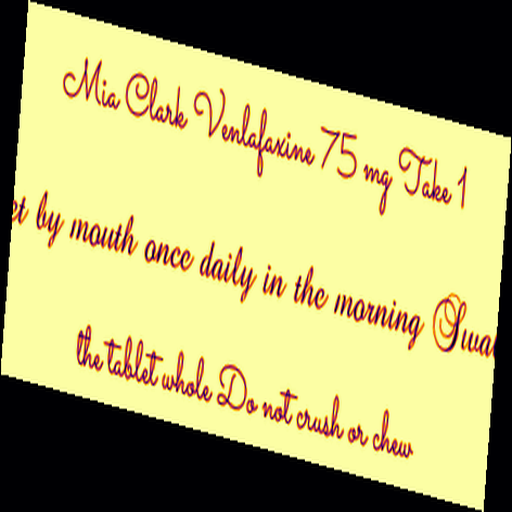 Mia Clark Venlafaxine 75 mg Take 1
by mouth once daily in the morning
the tablet whole Do not crush or chew